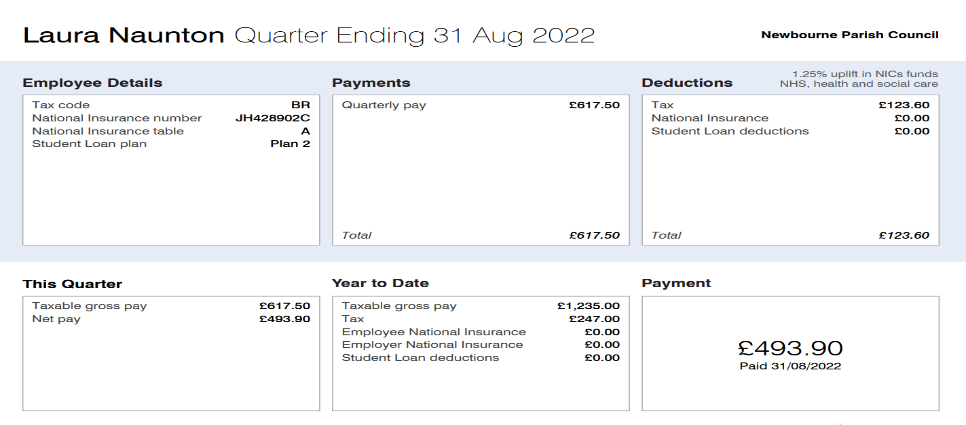 Laura Naunton Quarter Ending 31 Aug 2022
Newbourne Parish Council
Employee Details
Tax code BR
National Insurance number JH428902C
National Insurance table A
Student Loan plan Plan 2
Payments
Quarterly pay £617.50
Total £617.50
Deductions
1.25% uplift in NICs funds
NHS, health and social care
Tax £123.60
National Insurance £0.00
Student Loan deductions £0.00
Total £123.60
This Quarter
Taxable gross pay £617.50
Net pay £493.90
Year to Date
Taxable gross pay £1,235.00
Tax £247.00
Employee National Insurance £0.00
Employer National Insurance £0.00
Student Loan deductions £0.00
Payment
£493.90
Paid 31/08/2022